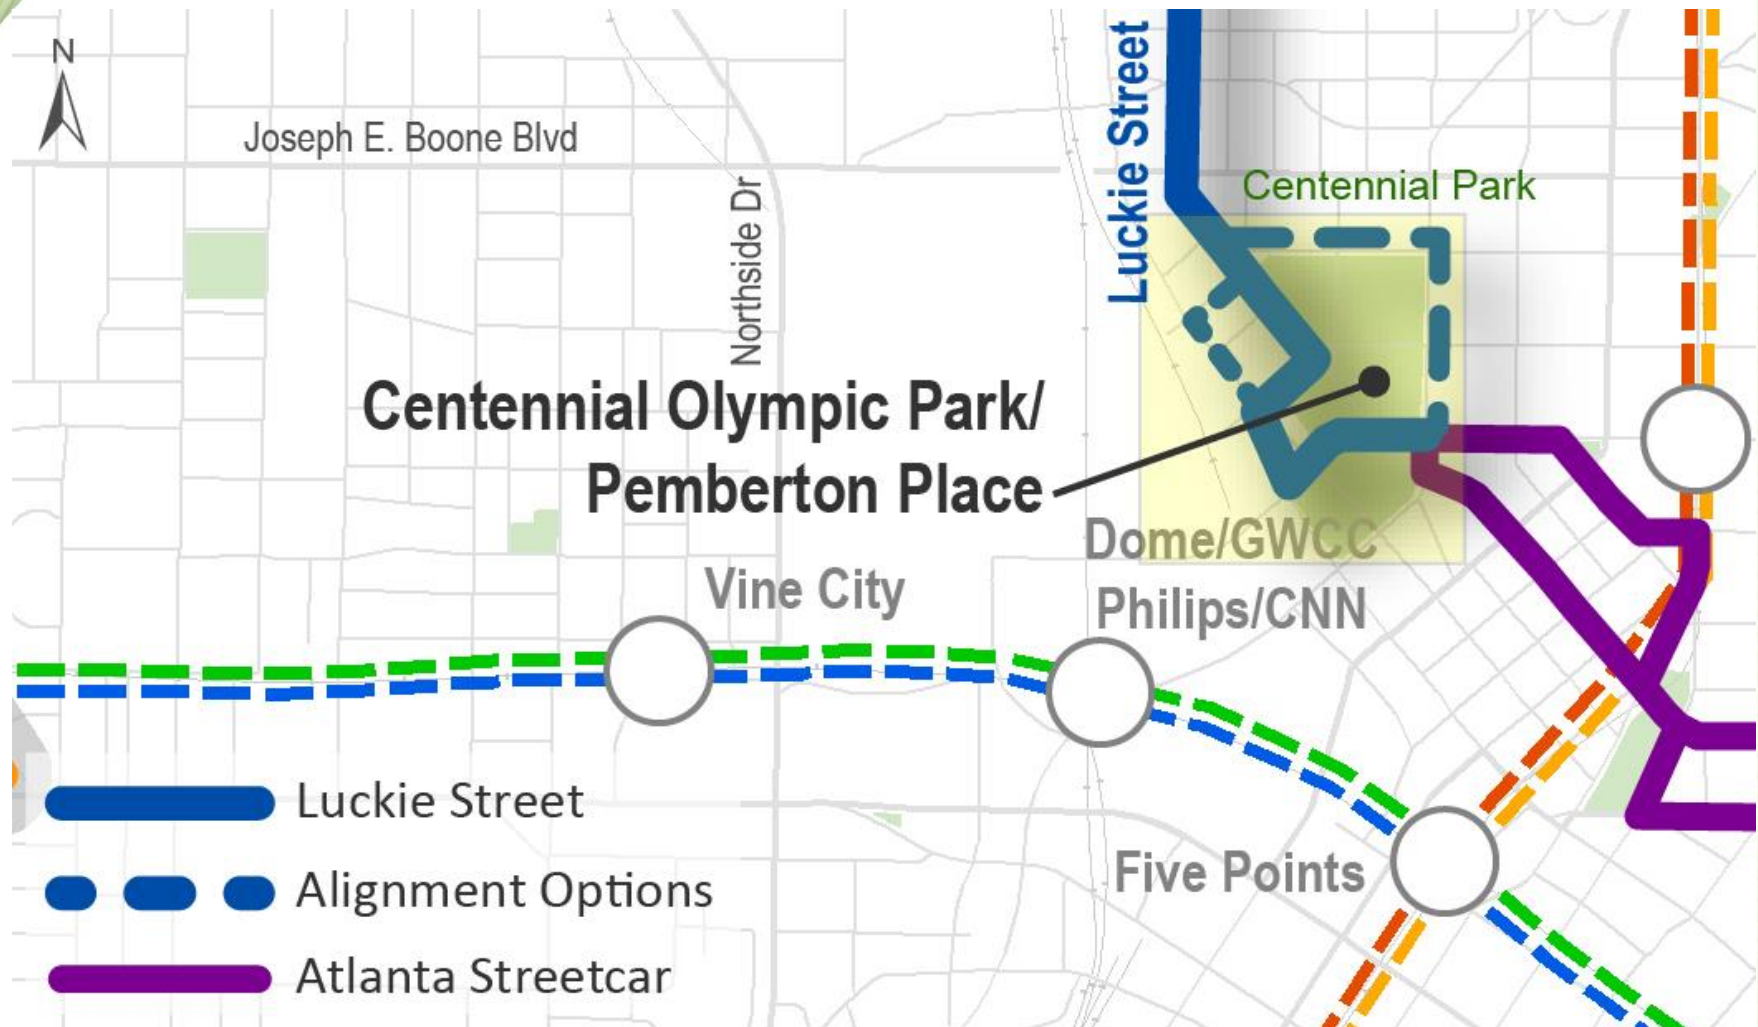 N
Joseph E. Boone Blvd
Northside Dr
Luckie Street
Centennial Park
Centennial Olympic Park/
Pemberton Place
Dome/GWCC
Philips/CNN
Vine City
Five Points
Luckie Street
Alignment Options
Atlanta Streetcar